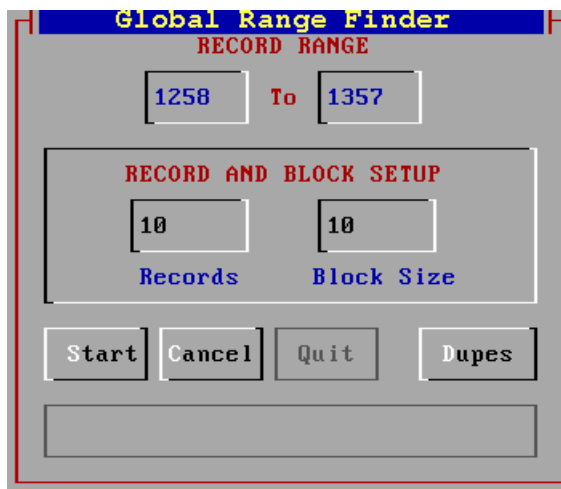 Global Range Finder
RECORD RANGE
1258 To 1357
RECORD AND BLOCK SETUP
10 10
Records Block Size
Start Cancel Quit Dupes